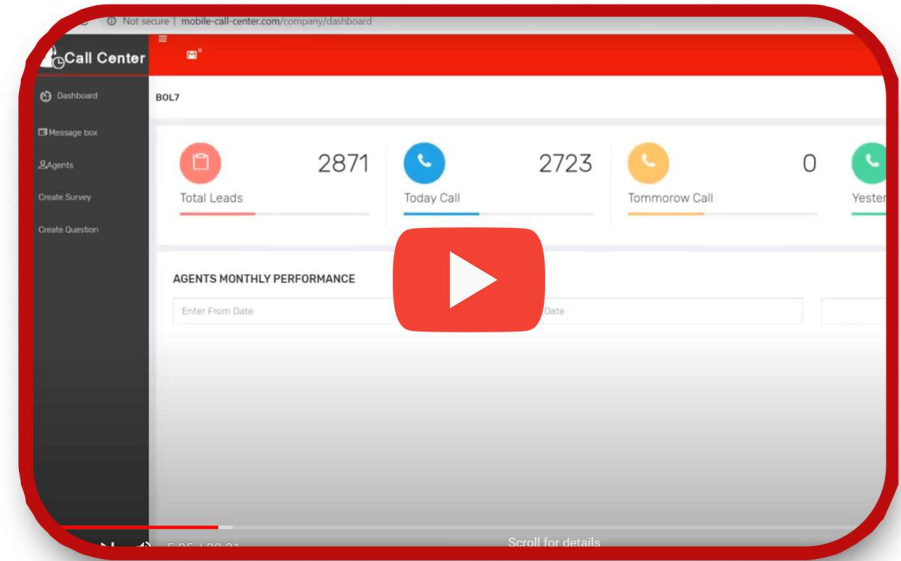 Not secure | mobile-call-center.com/company/dashboard
Call Center
Dashboard
BOL7
Message box
Agents
Create Survey
Create Question
2871
Total Leads
2723
Today Call
0
Tommorow Call
Yester
AGENTS MONTHLY PERFORMANCE
Enter From Date
Date
Scroll for details